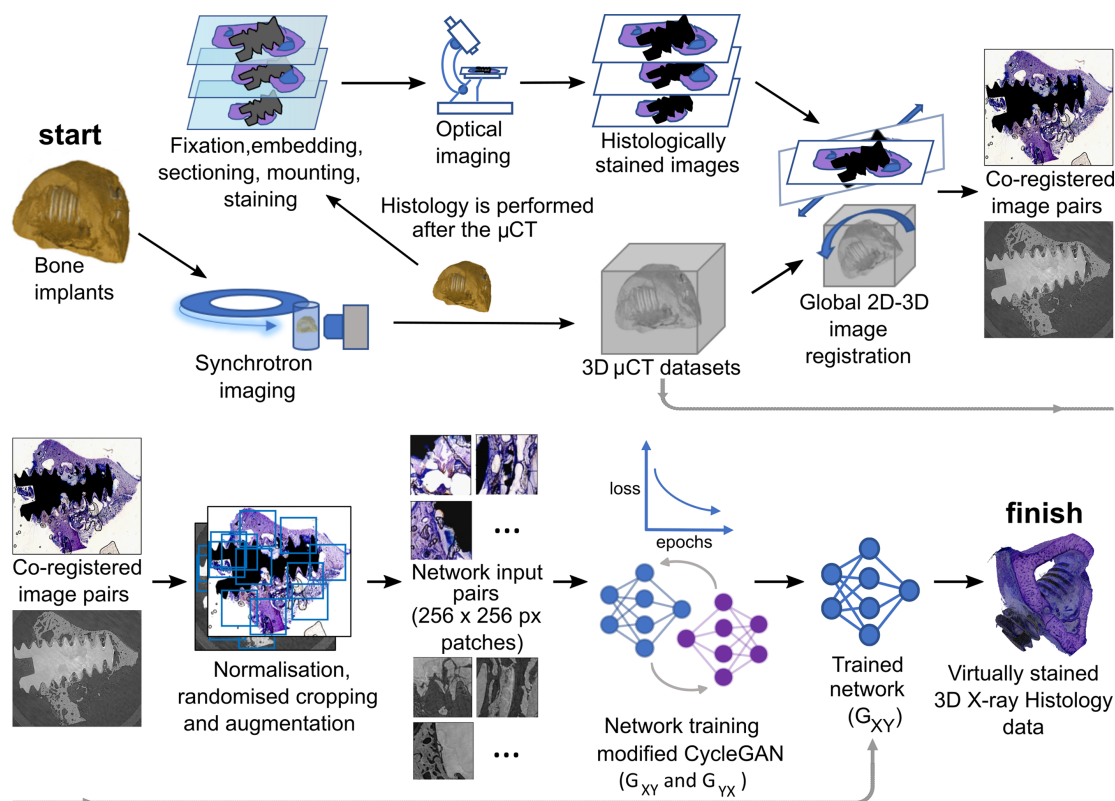 start
Bone
implants
Fixation,embedding,
sectioning, mounting,
staining
Optical
imaging
Histologically
stained images
Histology is performed
after the µCT
Synchrotron
imaging
3D µCT datasets
Global 2D-3D
image
registration
Co-registered
image pairs
Co-registered
image pairs
Normalisation,
randomised cropping
and augmentation
...
Network input
pairs
(256 x 256 px
patches)
...
loss
epochs
Network training
modified CycleGAN
(GXY and GYX)
Trained
network
(GXY)
finish
Virtually stained
3D X-ray Histology
data